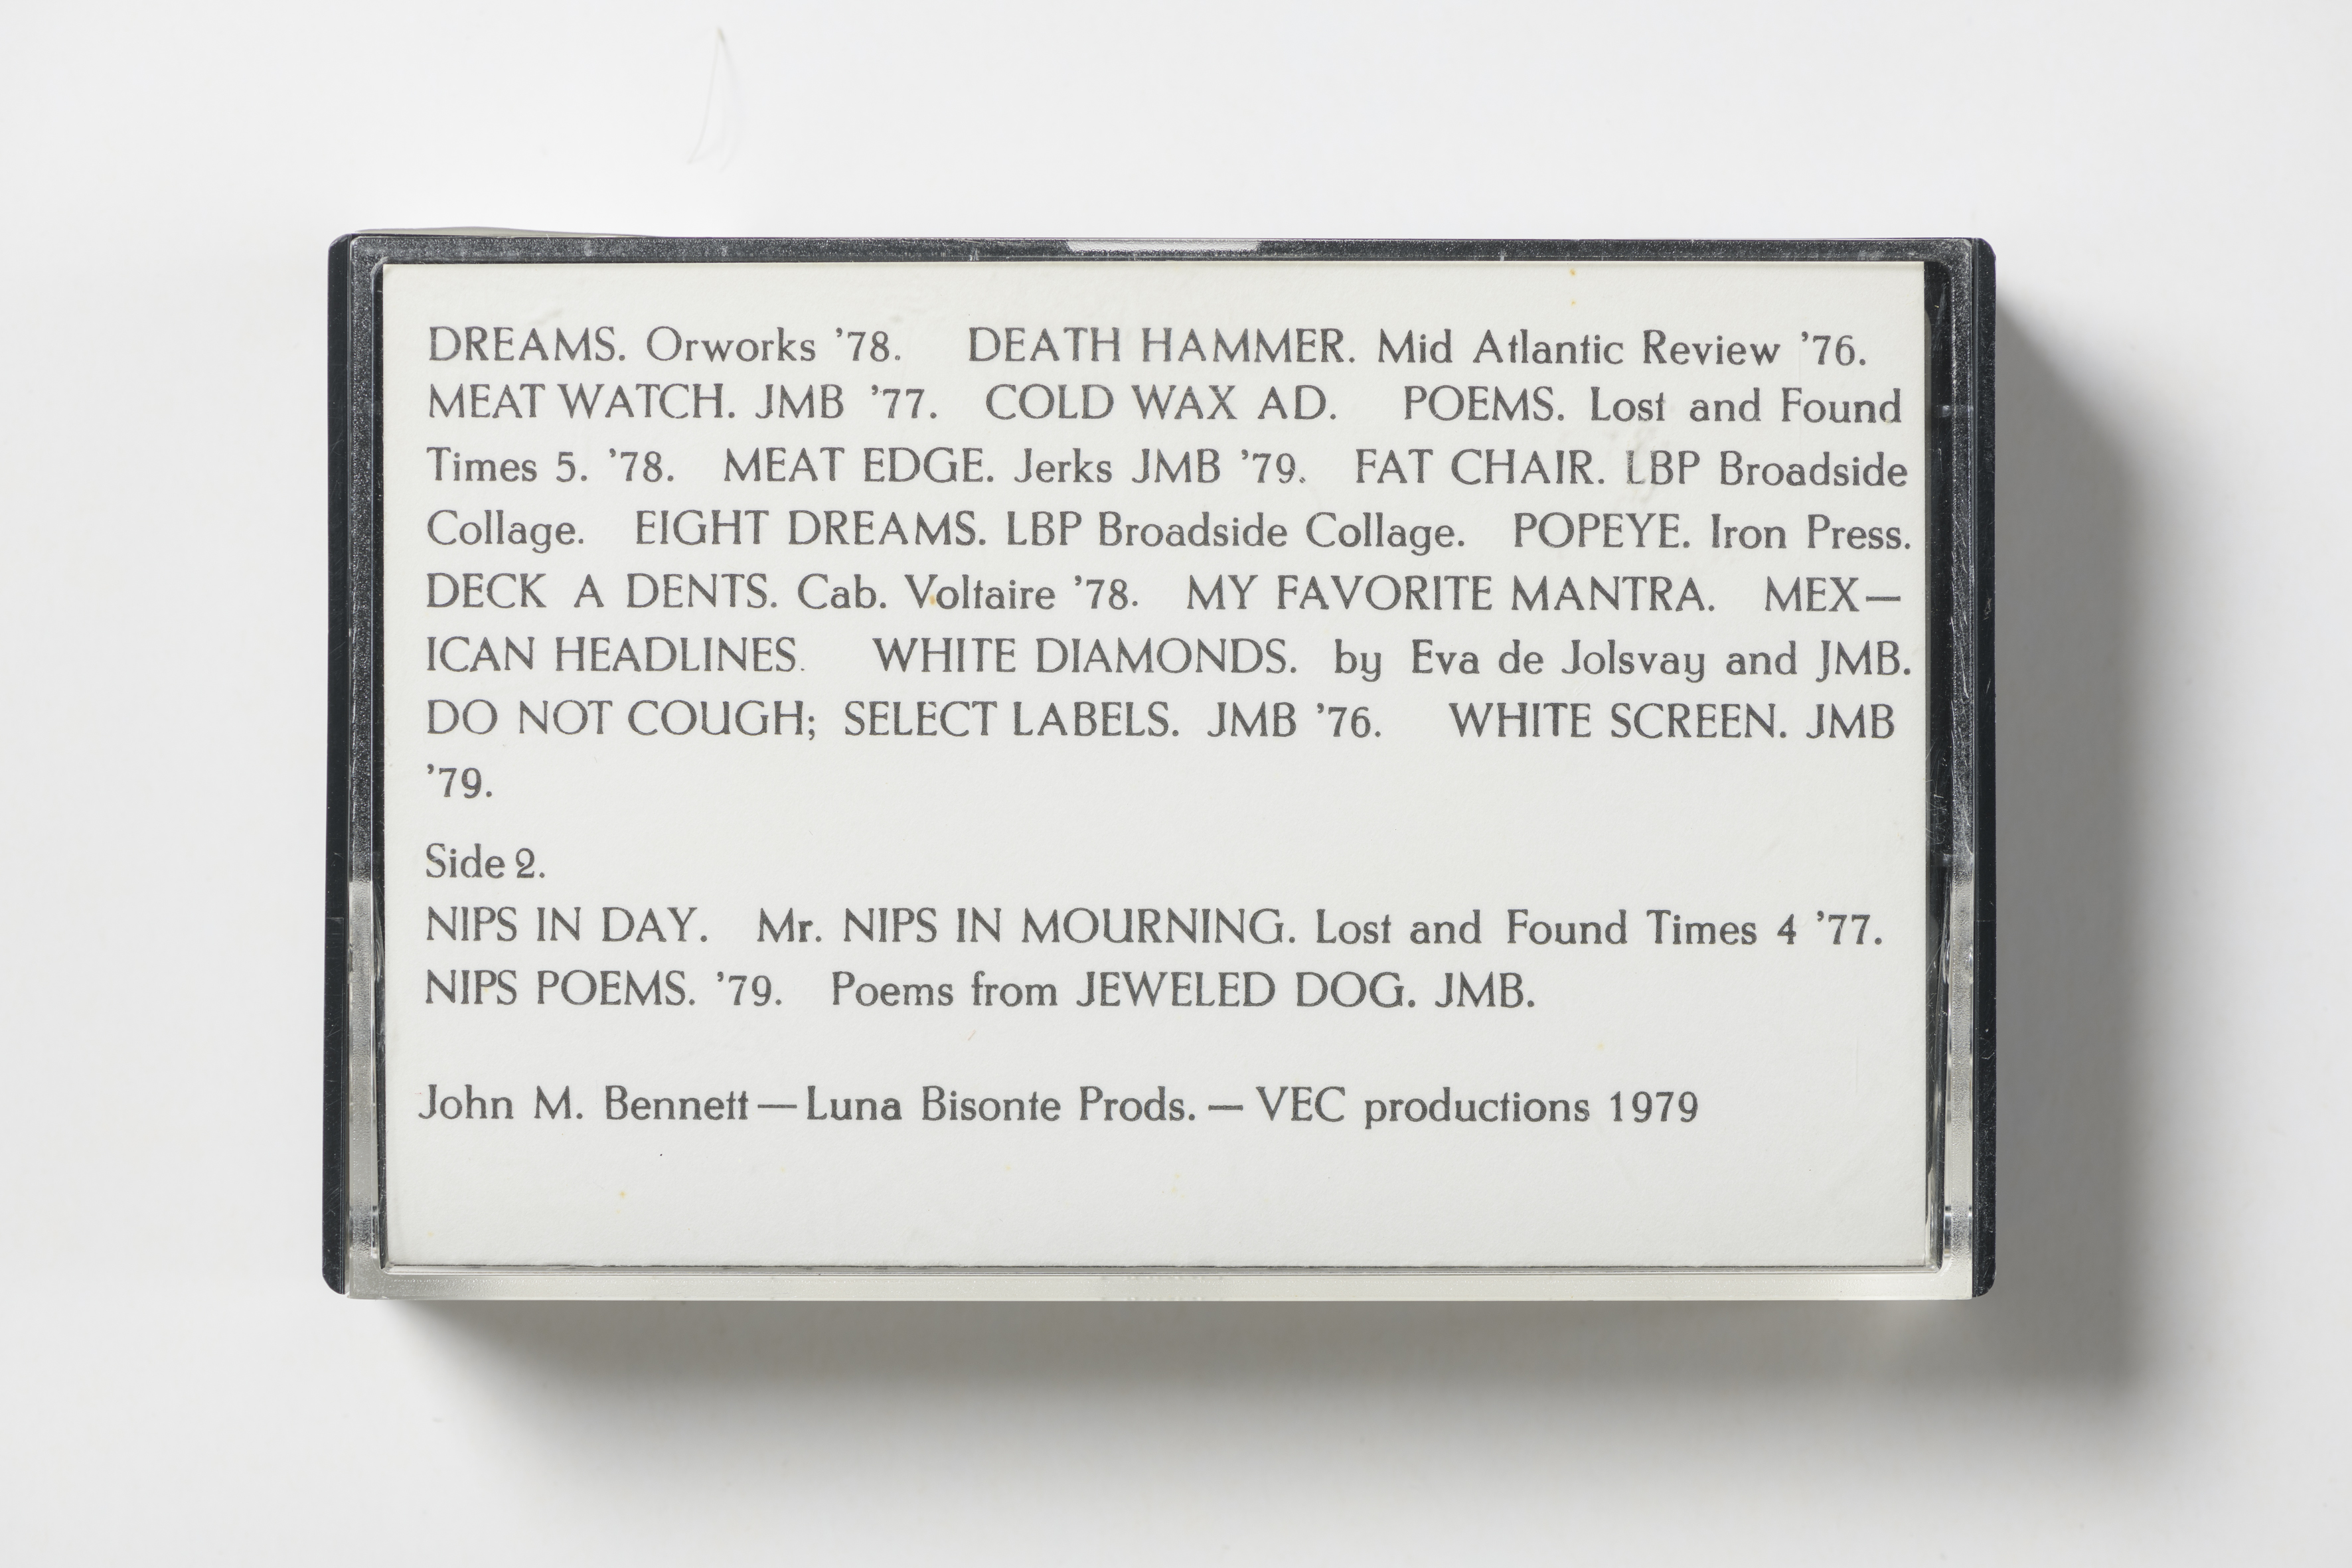 DREAMS. Orworks '78. DEATH HAMMER. Mid Atlantic Review '76.
MEAT WATCH. JMB '77. COLD WAX AD. POEMS. Lost and Found
Times 5. '78. MEAT EDGE. Jerks JMB '79. FAT CHAIR. LBP Broadside
Collage. EIGHT DREAMS. LBP Broadside Collage. POPEYE. Iron Press.
DECK A DENTS. Cab. Voltaire '78. MY FAVORITE MANTRA. MEX—
ICAN HEADLINES. WHITE DIAMONDS. by Eva de Jolsvay and JMB.
DO NOT COUGH; SELECT LABELS. JMB '76. WHITE SCREEN. JMB
'79.
Side 2.
NIPS IN DAY. Mr. NIPS IN MOURNING. Lost and Found Times 4 '77.
NIPS POEMS. '79. Poems from JEWELED DOG. JMB.
John M. Bennett—Luna Bisonte Prods.—VEC productions 1979